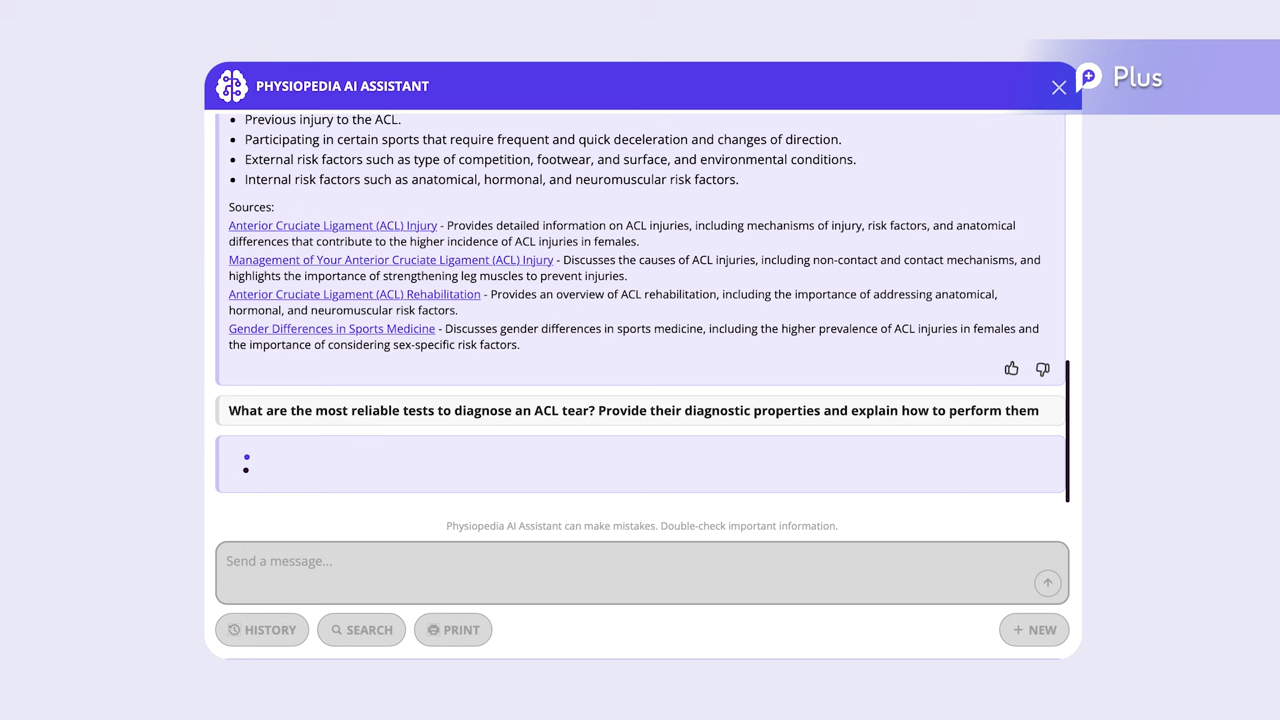 PHYSIOPEDIA AI ASSISTANT
Plus
Previous injury to the ACL.
Participating in certain sports that require frequent and quick deceleration and changes of direction.
External risk factors such as type of competition, footwear, and surface, and environmental conditions.
Internal risk factors such as anatomical, hormonal, and neuromuscular risk factors.
Sources:
Anterior Cruciate Ligament (ACL) Injury - Provides detailed information on ACL injuries, including mechanisms of injury, risk factors, and anatomical
differences that contribute to the higher incidence of ACL injuries in females.
Management of Your Anterior Cruciate Ligament (ACL) Injury - Discusses the causes of ACL injuries, including non-contact and contact mechanisms, and
highlights the importance of strengthening leg muscles to prevent injuries.
Anterior Cruciate Ligament (ACL) Rehabilitation - Provides an overview of ACL rehabilitation, including the importance of addressing anatomical,
hormonal, and neuromuscular risk factors.
Gender Differences in Sports Medicine - Discusses gender differences in sports medicine, including the higher prevalence of ACL injuries in females and
the importance of considering sex-specific risk factors.
What are the most reliable tests to diagnose an ACL tear? Provide their diagnostic properties and explain how to perform them
Physiopedia AI Assistant can make mistakes. Double-check important information.
Send a message...
HISTORY
SEARCH
PRINT
+ NEW